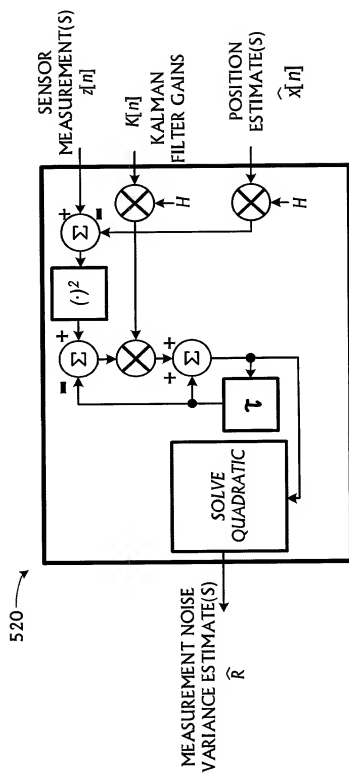 520
SENSOR
MEASUREMENT(S)
z[n]
K[n]
KALMAN
FILTER GAINS
POSITION
ESTIMATE(S)
x̂[n]
+
−
Σ
H
H
(·)²
+
−
Σ
+
+
Σ
τ
SOLVE
QUADRATIC
MEASUREMENT NOISE
VARIANCE ESTIMATE(S)
R̂